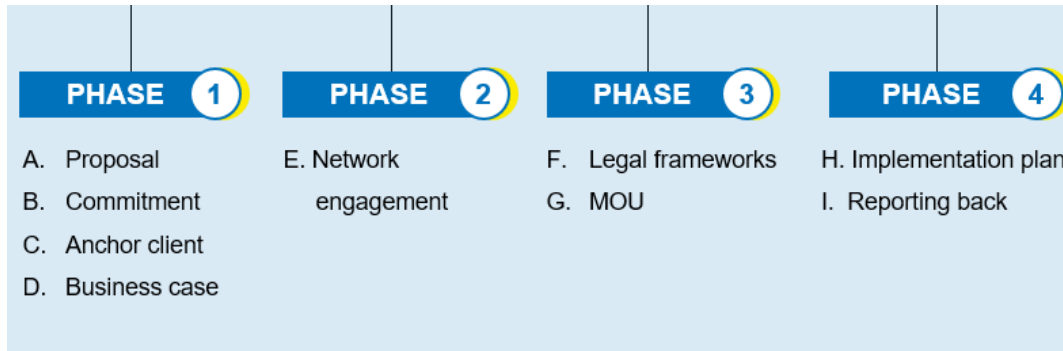 PHASE 1
A. Proposal
B. Commitment
C. Anchor client
D. Business case
PHASE 2
E. Network
engagement
PHASE 3
F. Legal frameworks
G. MOU
PHASE 4
H. Implementation plan
I. Reporting back